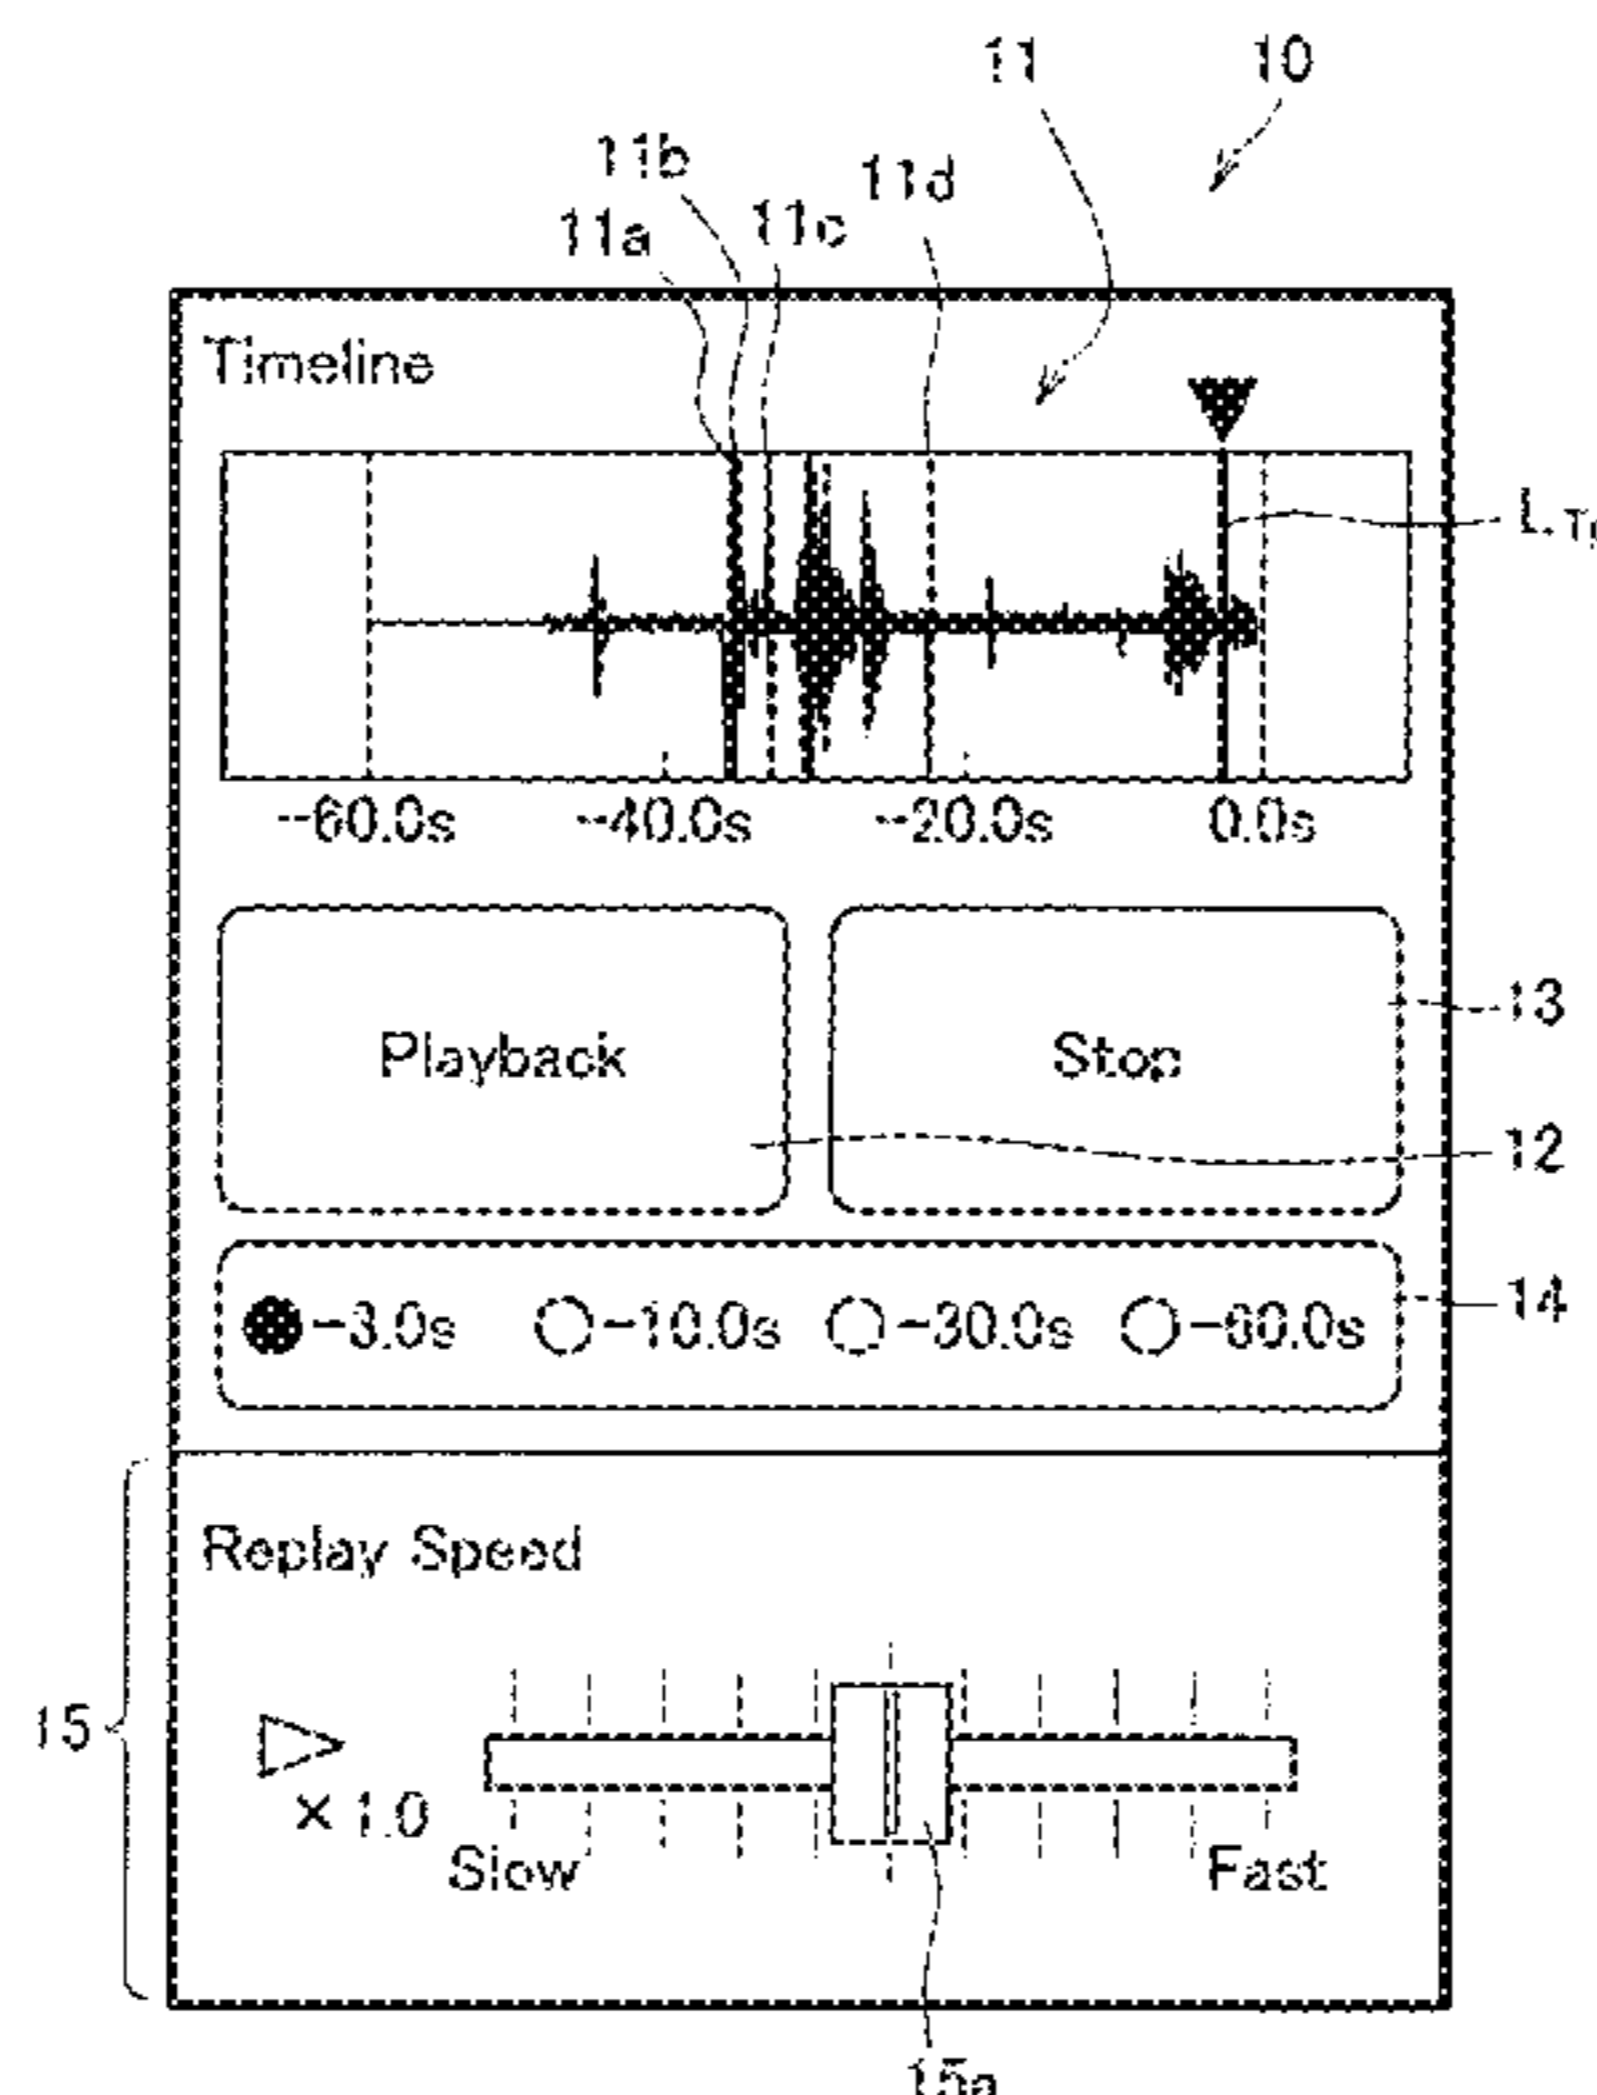 11 10
11b 11d
11a 11c
Timeline
-60.0s -40.0s -20.0s 0.0s
13
Playback Stop
12
-3.0s -10.0s -30.0s -60.0s 14
Replay Speed
15
×1.0
Slow Fast
15a